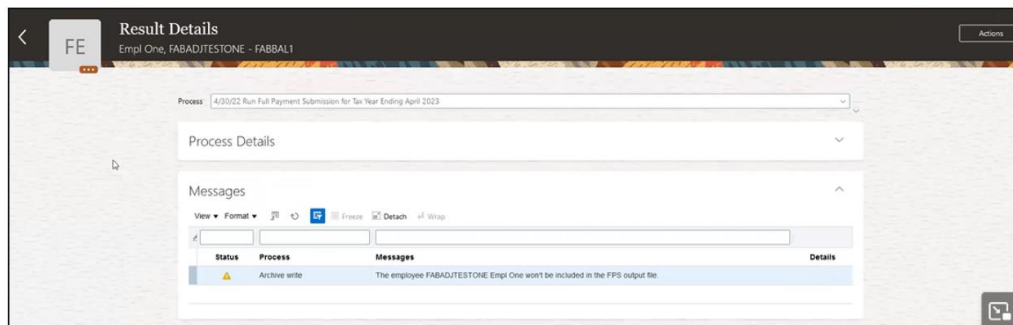 FE
Result Details
Empl One, FABADJTESTONE - FABBAL1
Actions
Process 4/30/22 Run Full Payment Submission for Tax Year Ending April 2023
Process Details
Messages
View Format Freeze Detach Wrap
Status Process Messages Details
Archive write The employee FABADJTESTONE Empl One won't be included in the FPS output file.